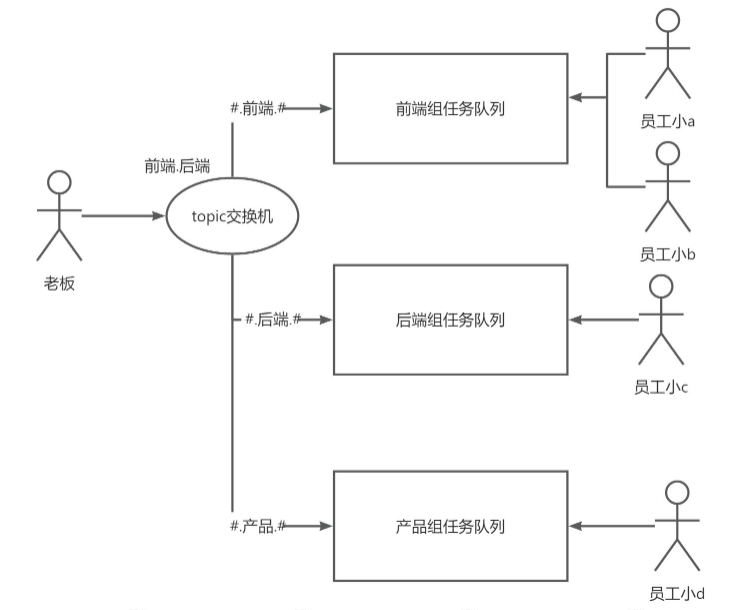 #.前端.#
前端组任务队列
员工小a
前端.后端
topic交换机
老板
员工小b
#.后端.#
后端组任务队列
员工小c
#.产品.#
产品组任务队列
员工小d